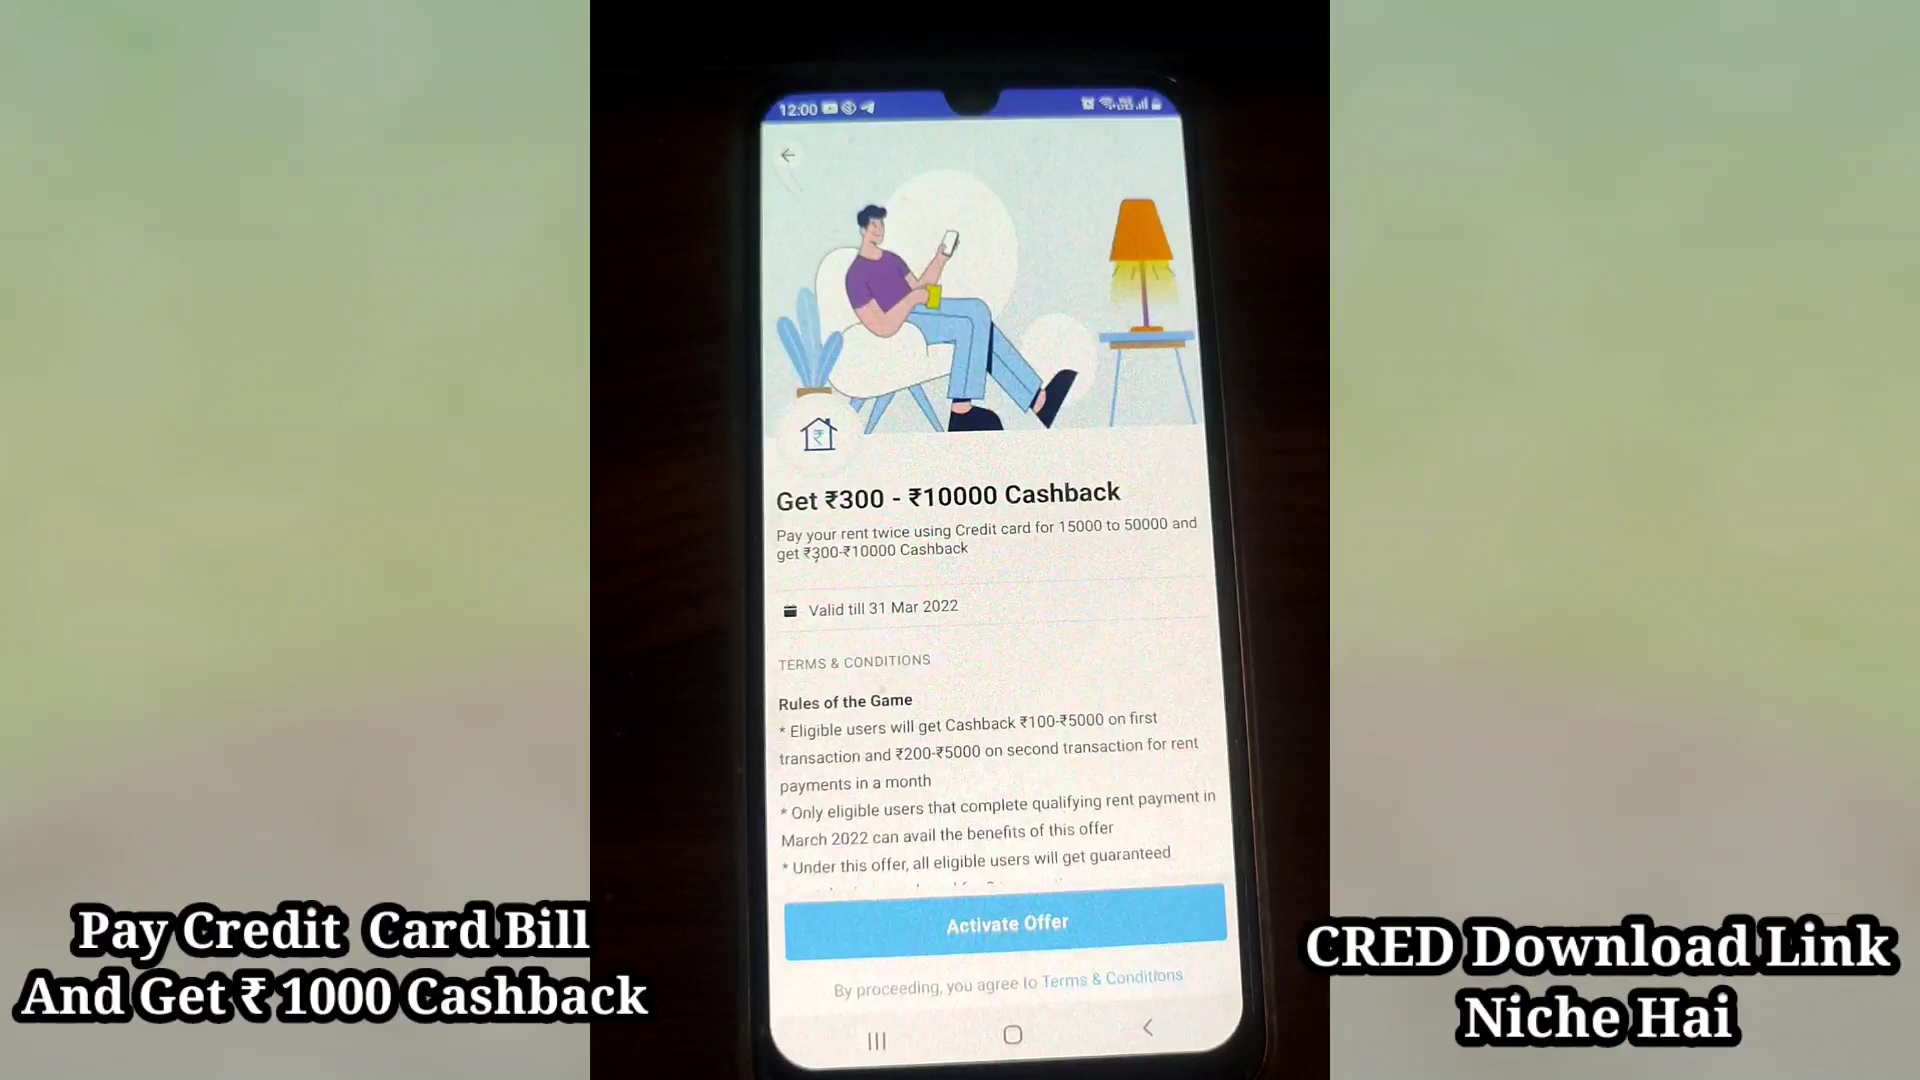 12:00
Get ₹300 - ₹10000 Cashback
Pay your rent twice using Credit card for 15000 to 50000 and
get ₹300-₹10000 Cashback
Valid till 31 Mar 2022
TERMS & CONDITIONS
Rules of the Game
* Eligible users will get Cashback ₹100-₹5000 on first
transaction and ₹200-₹5000 on second transaction for rent
payments in a month
* Only eligible users that complete qualifying rent payment in
March 2022 can avail the benefits of this offer
* Under this offer, all eligible users will get guaranteed
Activate Offer
By proceeding, you agree to Terms & Conditions
Pay Credit Card Bill
And Get ₹ 1000 Cashback
CRED Download Link
Niche Hai